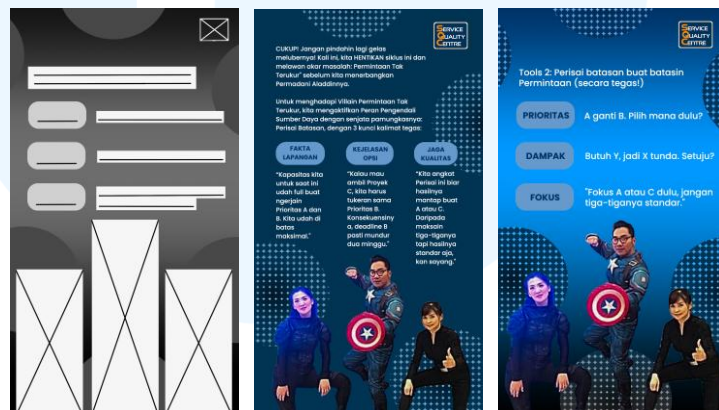 SERVICE
QUALITY
CENTRE
CUKUP! Jangan pindahin lagi gelas
melubernya! Kali ini, kita HENTIKAN siklus ini dan
melawan akar masalah: Permintaan Tak
Terukur" sebelum kita menerbangkan
Permadani Aladdinnya.
Untuk menghadapi Villain Permintaan Tak
Terukur, kita mengaktifkan Peran Pengendali
Sumber Daya dengan senjata pamungkasnya:
Perisai Batasan, dengan 3 kunci kalimat tegas:
FAKTA
LAPANGAN
"Kapasitas kita
untuk saat ini
udah full buat
ngerjain
Prioritas A dan
B. Kita udah di
batas
maksimal."
KEJELASAN
OPSI
"Kalau mau
ambil Proyek
C, kita harus
tukeran sama
Prioritas B.
Konsekuensiny
a, deadline B
pasti mundur
dua minggu."
JAGA
KUALITAS
"Kita angkat
Perisai ini biar
hasilnya
mantap buat
A atau C.
Daripada
maksain
tiga-tiganya
tapi hasilnya
standar aja,
kan sayang."
SERVICE
QUALITY
CENTRE
Tools 2: Perisai batasan buat batasin
Permintaan (secara tegas!)
PRIORITAS A ganti B. Pilih mana dulu?
DAMPAK Butuh Y, jadi X tunda. Setuju?
FOKUS "Fokus A atau C dulu, jangan
tiga-tiganya standar."